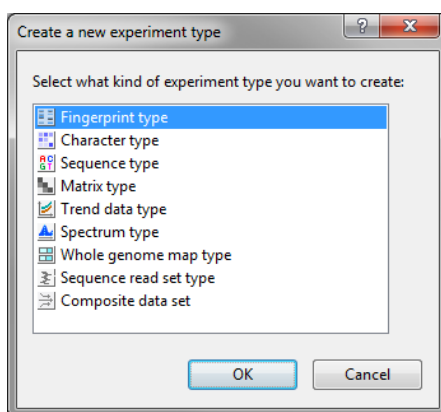 Create a new experiment type
Select what kind of experiment type you want to create:
Fingerprint type
Character type
Sequence type
Matrix type
Trend data type
Spectrum type
Whole genome map type
Sequence read set type
Composite data set
OK Cancel